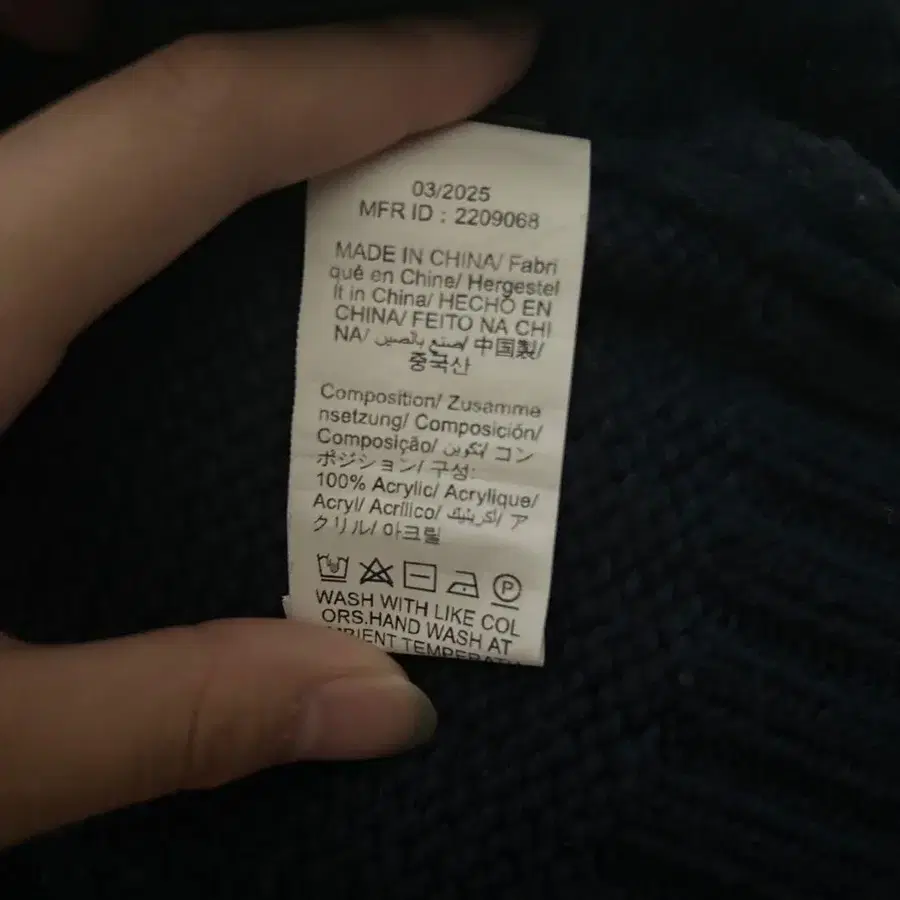 03/2025
MFR ID : 2209068
MADE IN CHINA/ Fabri
qué en Chine/ Hergestel
lt in China/ HECHO EN
CHINA/ FEITO NA CHI
NA/ صنع بالصين/ 中国製/
중국산
Composition/ Zusamme
nsetzung/ Composición/
Composição/ تكوين/ コン
ポジション/ 구성:
100% Acrylic/ Acrylique/
Acryl/ Acrílico/ أكريليك/ ア
クリル/ 아크릴
P
WASH WITH LIKE COL
ORS.HAND WASH AT
TEMPERATU